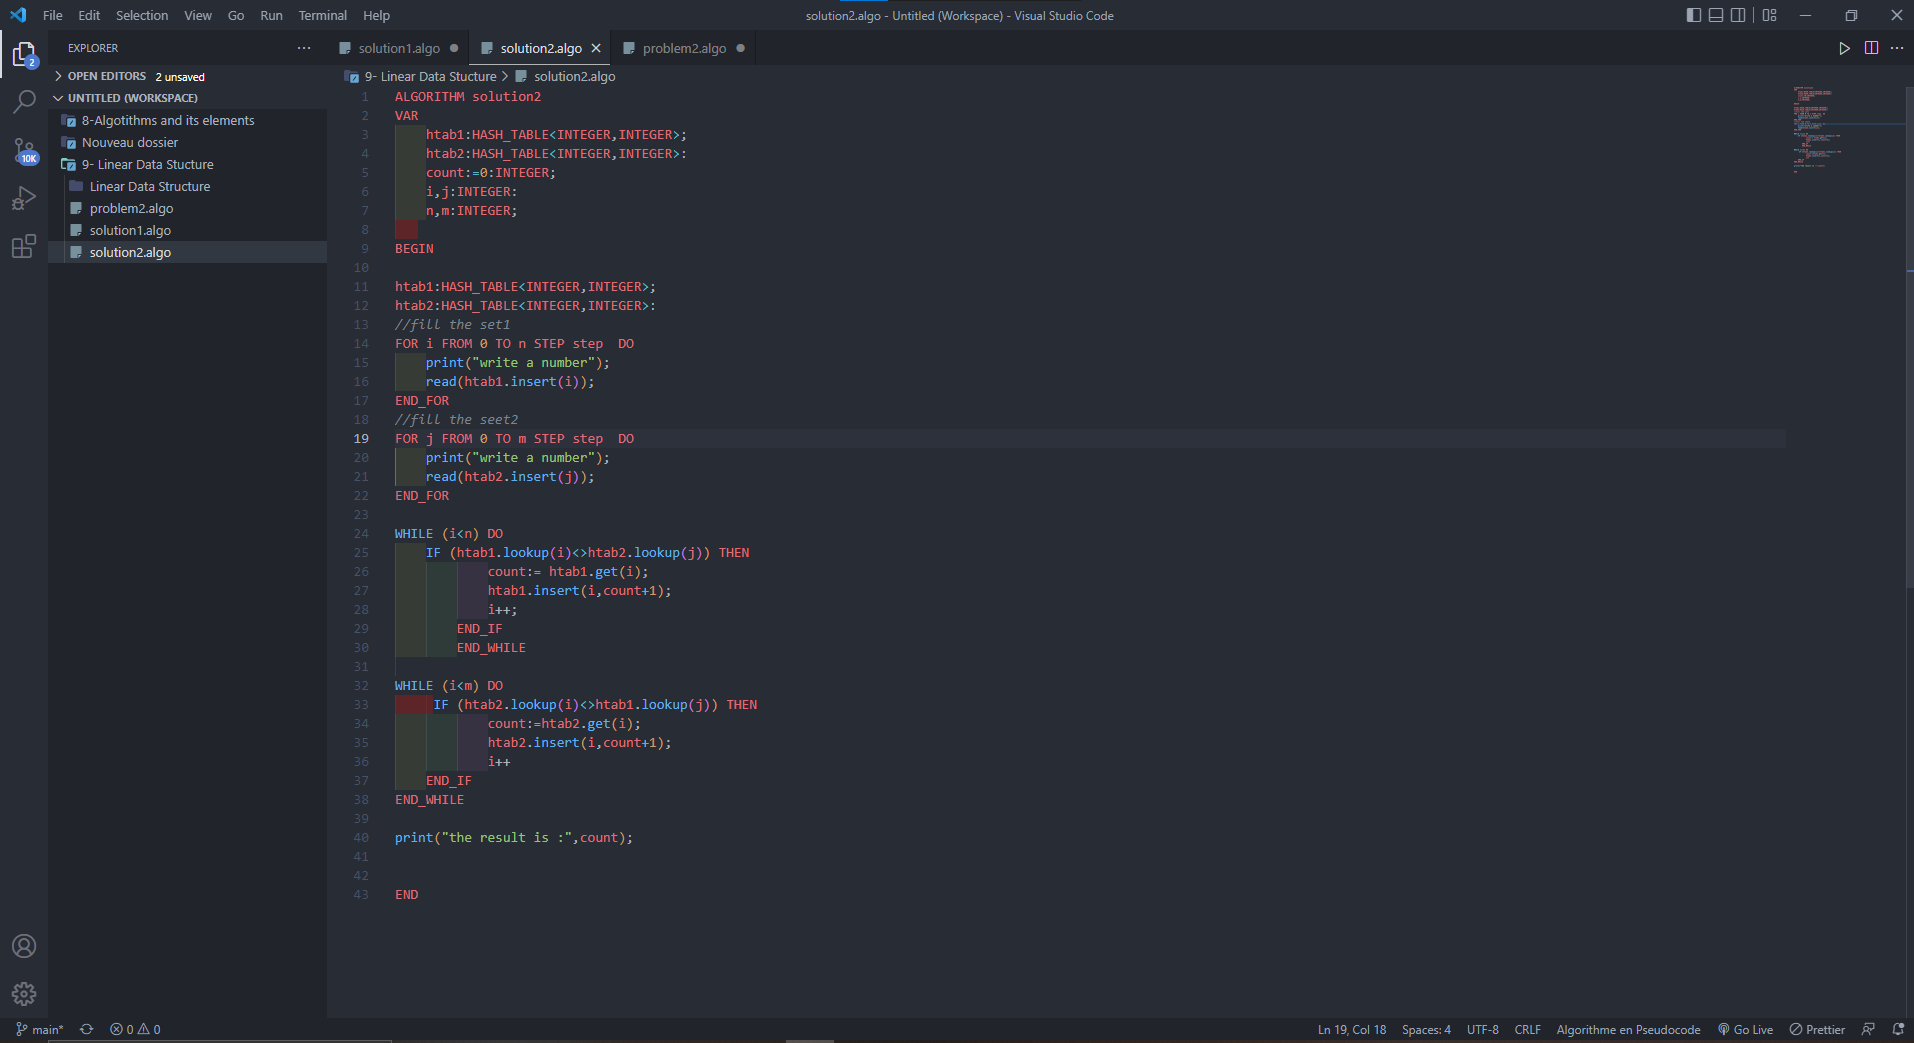 File Edit Selection View Go Run Terminal Help
solution2.algo - Untitled (Workspace) - Visual Studio Code
EXPLORER
solution1.algo
solution2.algo
problem2.algo
2
OPEN EDITORS 2 unsaved
9- Linear Data Stucture
solution2.algo
UNTITLED (WORKSPACE)
8-Algotithms and its elements
Nouveau dossier
9- Linear Data Stucture
Linear Data Structure
problem2.algo
solution1.algo
solution2.algo
10K
1 ALGORITHM solution2
2 VAR
3 htab1:HASH_TABLE<INTEGER,INTEGER>;
4 htab2:HASH_TABLE<INTEGER,INTEGER>:
5 count:=0:INTEGER;
6 i,j:INTEGER:
7 n,m:INTEGER;
8
9 BEGIN
10
11 htab1:HASH_TABLE<INTEGER,INTEGER>;
12 htab2:HASH_TABLE<INTEGER,INTEGER>:
13 //fill the set1
14 FOR i FROM 0 TO n STEP step  DO
15 print("write a number");
16 read(htab1.insert(i));
17 END_FOR
18 //fill the seet2
19 FOR j FROM 0 TO m STEP step  DO
20 print("write a number");
21 read(htab2.insert(j));
22 END_FOR
23
24 WHILE (i<n) DO
25 IF (htab1.lookup(i)<>htab2.lookup(j)) THEN
26 count:= htab1.get(i);
27 htab1.insert(i,count+1);
28 i++;
29 END_IF
30 END_WHILE
31
32 WHILE (i<m) DO
33 IF (htab2.lookup(i)<>htab1.lookup(j)) THEN
34 count:=htab2.get(i);
35 htab2.insert(i,count+1);
36 i++
37 END_IF
38 END_WHILE
39
40 print("the result is :",count);
41
42
43 END
main* 0 0
Ln 19, Col 18 Spaces: 4 UTF-8 CRLF Algorithme en Pseudocode Go Live Prettier